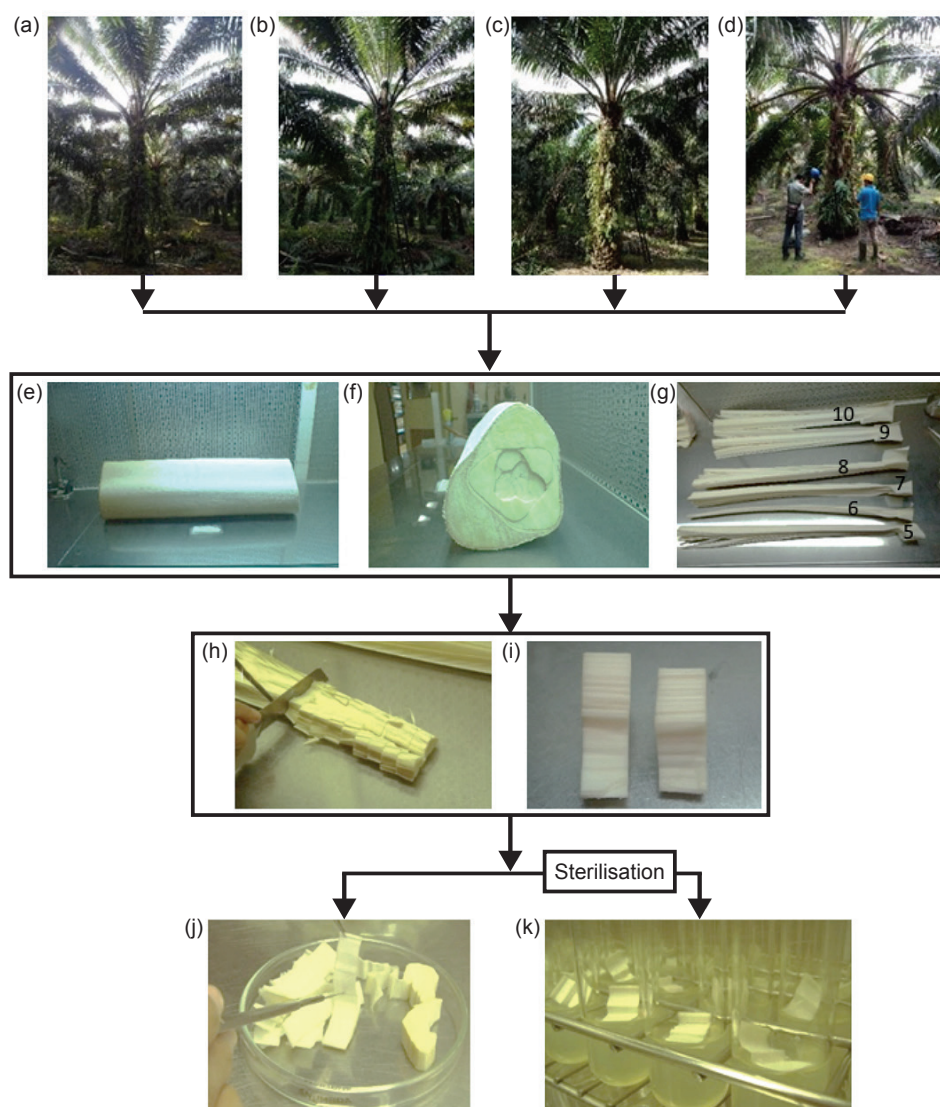 (a)
(b)
(c)
(d)
(e)
(f)
(g)
10
9
8
7
6
5
(h)
(i)
Sterilisation
(j)
(k)